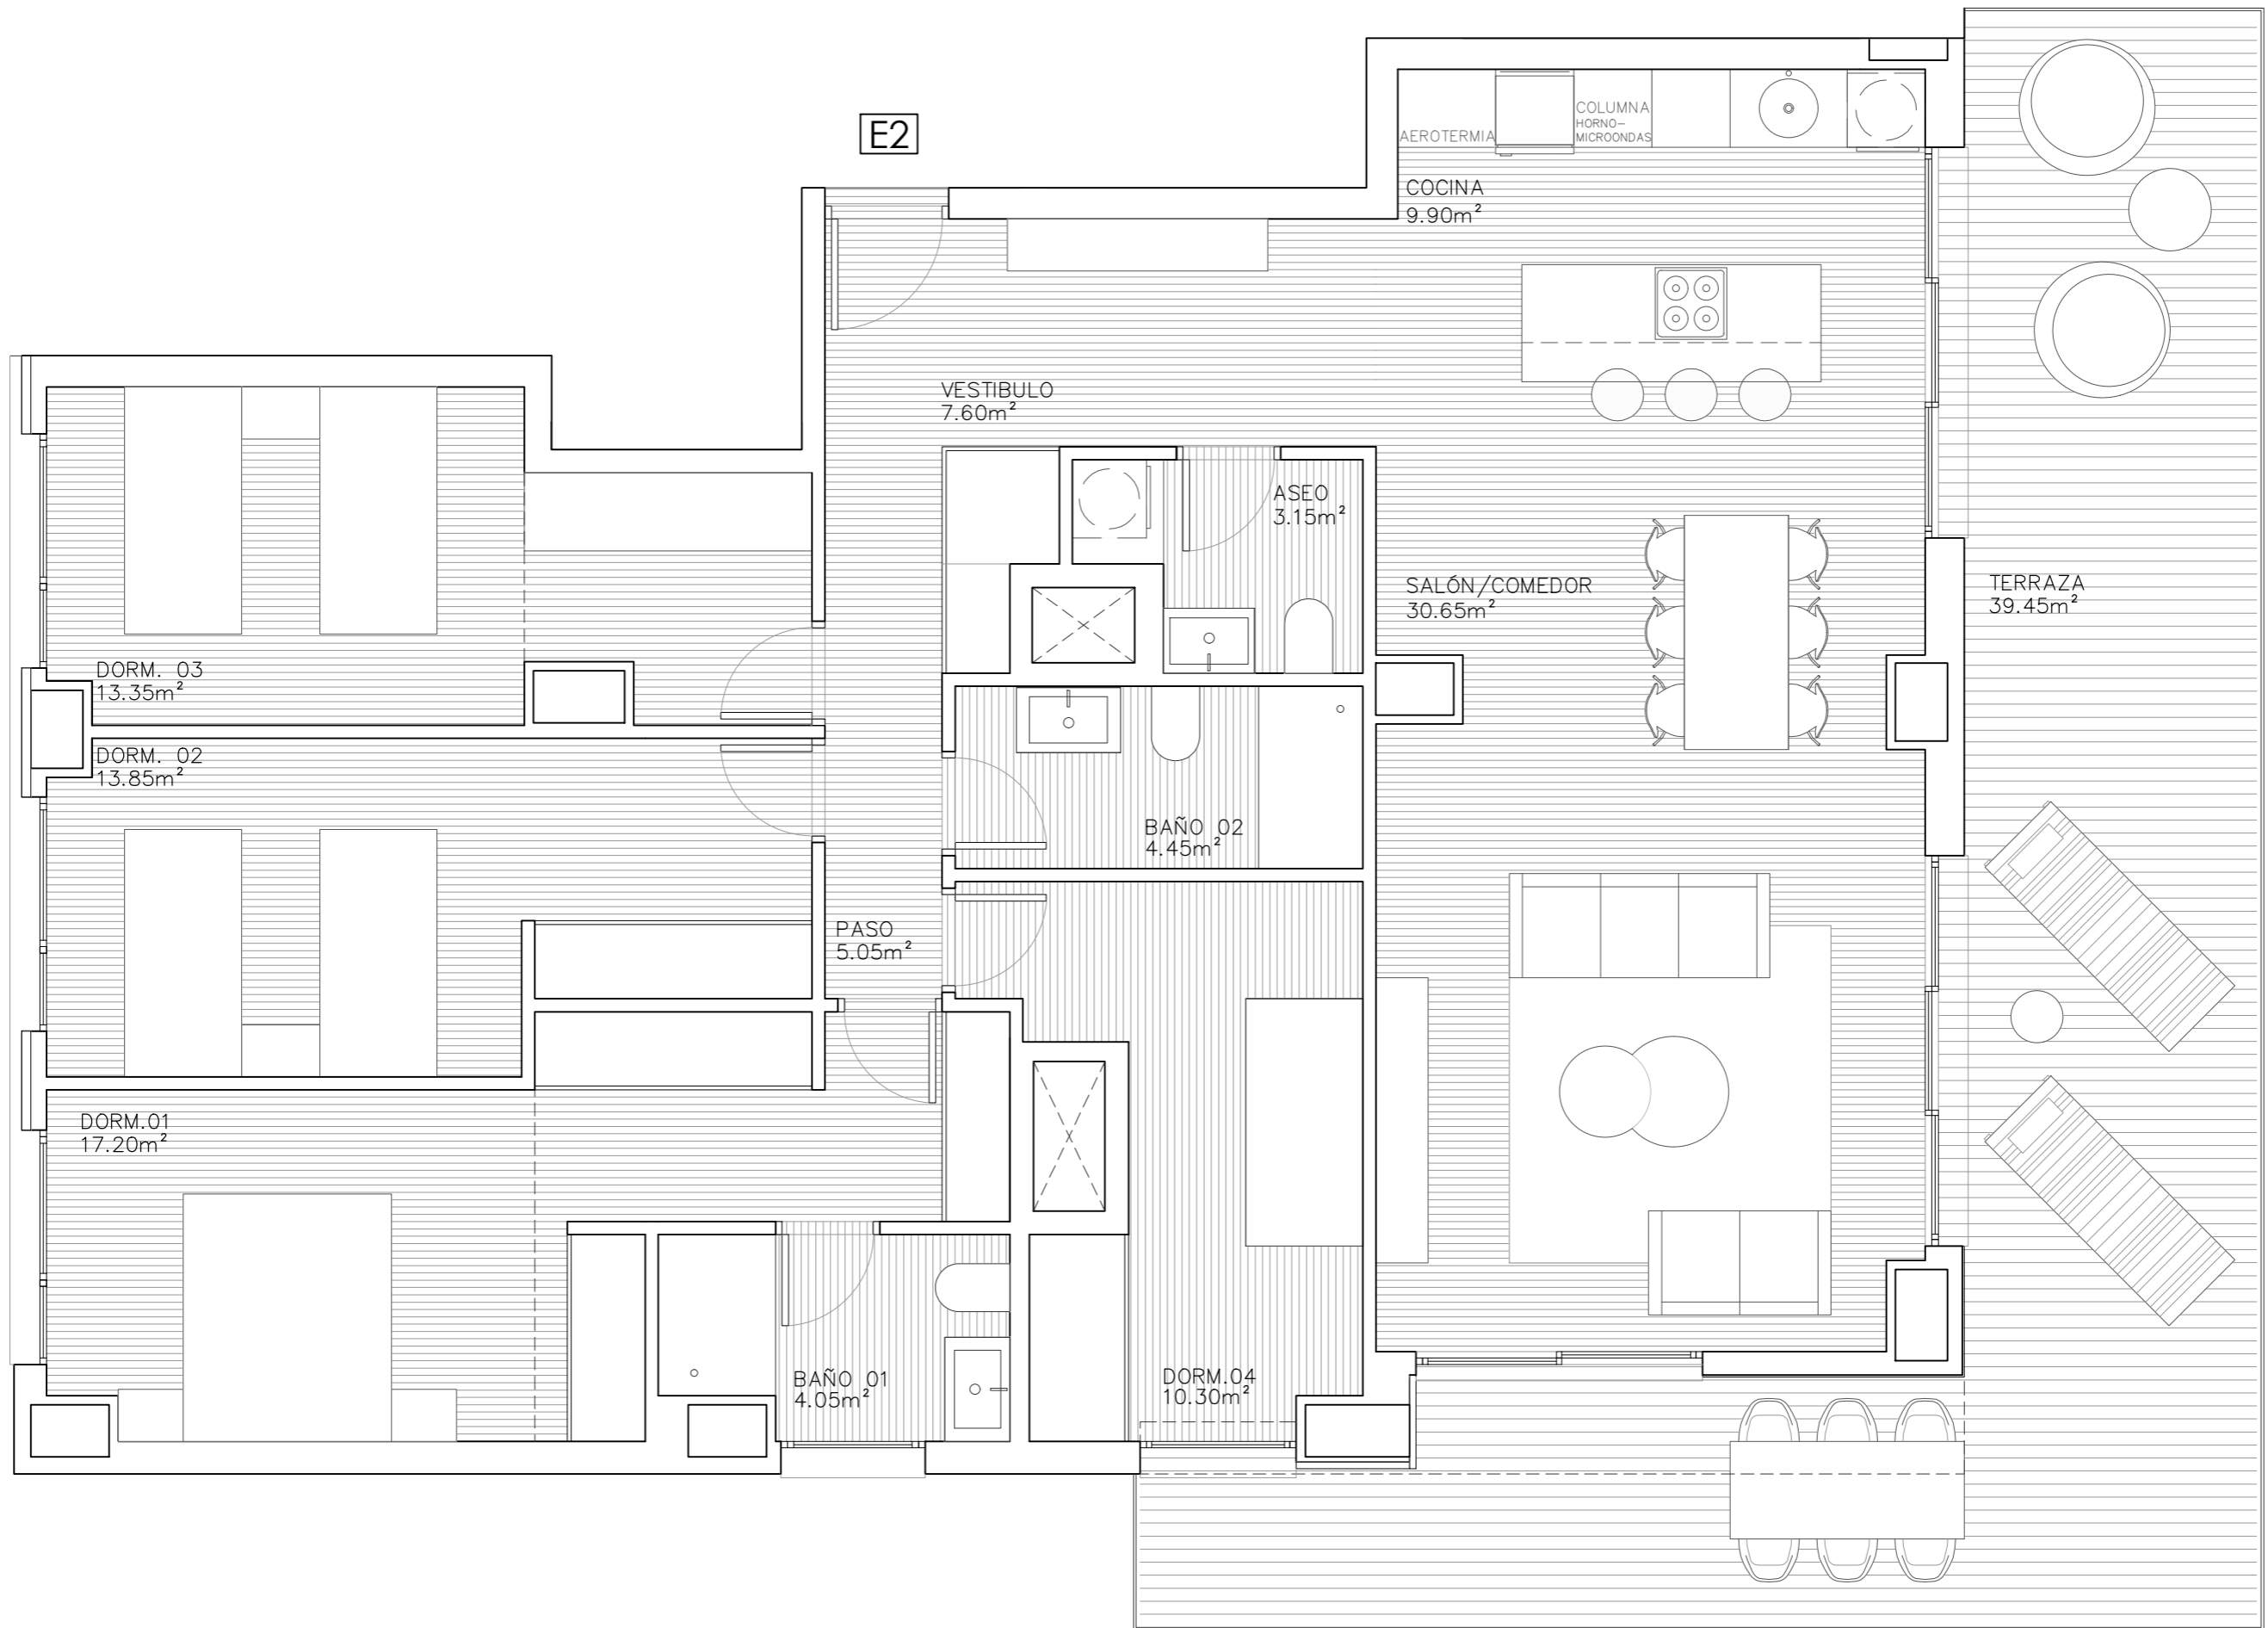 E2
AEROTERMIA
COLUMNA
HORNO-
MICROONDAS
COCINA
9.90m²
VESTIBULO
7.60m²
ASEO
3.15m²
SALÓN/COMEDOR
30.65m²
TERRAZA
39.45m²
DORM. 03
13.35m²
DORM. 02
13.85m²
BAÑO 02
4.45m²
PASO
5.05m²
DORM.01
17.20m²
BAÑO 01
4.05m²
DORM.04
10.30m²